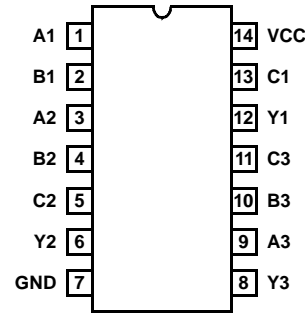 A1 1 14 VCC
B1 2 13 C1
A2 3 12 Y1
B2 4 11 C3
C2 5 10 B3
Y2 6 9 A3
GND 7 8 Y3